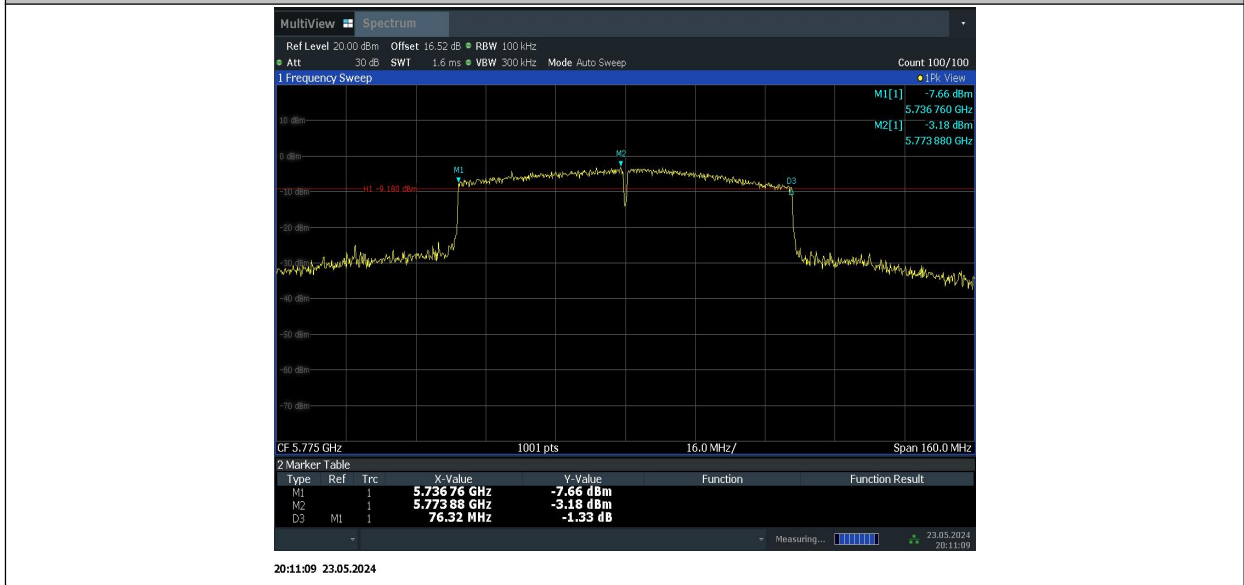 MultiView Spectrum
Ref Level 20.00 dBm Offset 16.52 dB RBW 100 kHz
Att 30 dB SWT 1.6 ms VBW 300 kHz Mode Auto Sweep Count 100/100
1 Frequency Sweep 1Pk View
M1[1] -7.66 dBm
5.736 760 GHz
10 dBm
M2[1] -3.18 dBm
5.773 880 GHz
0 dBm
M2
M1
D3
H1 -9.180 dBm
-10 dBm
-20 dBm
-30 dBm
-40 dBm
-50 dBm
-60 dBm
-70 dBm
CF 5.775 GHz 1001 pts 16.0 MHz/ Span 160.0 MHz
2 Marker Table
Type Ref Trc X-Value Y-Value Function Function Result
M1 1 5.736 76 GHz -7.66 dBm
M2 1 5.773 88 GHz -3.18 dBm
D3 M1 1 76.32 MHz -1.33 dB
Measuring... 23.05.2024
20:11:09
20:11:09 23.05.2024